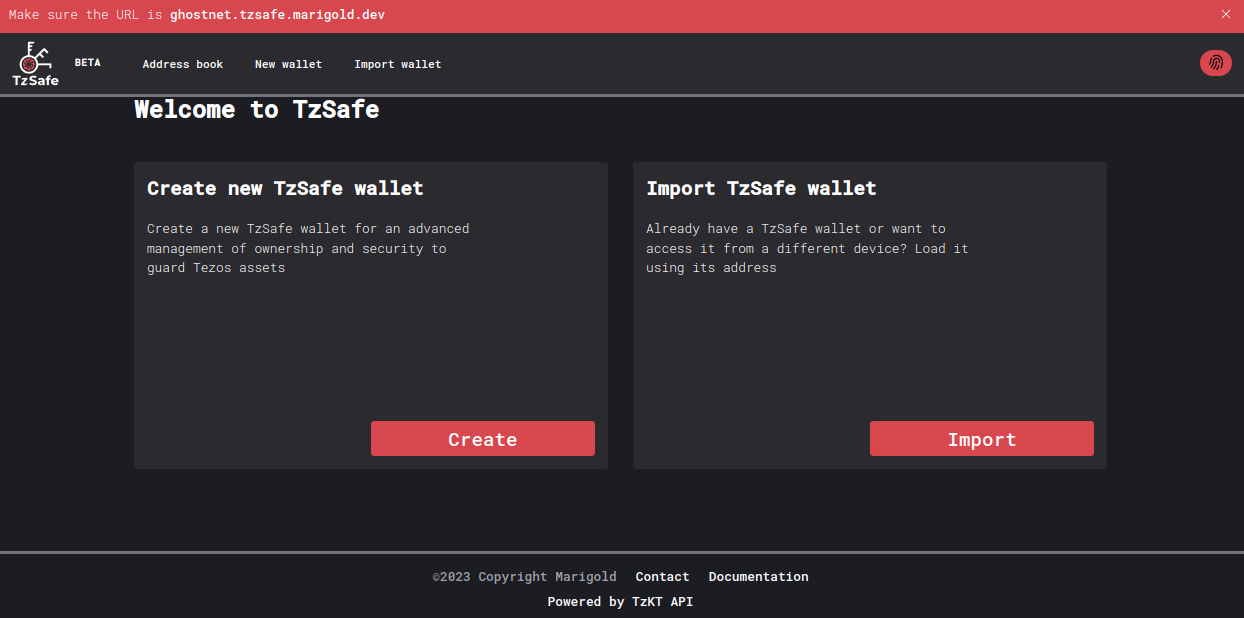 Make sure the URL is ghostnet.tzsafe.marigold.dev
TzSafe
BETA
Address book
New wallet
Import wallet
Welcome to TzSafe
Create new TzSafe wallet
Create a new TzSafe wallet for an advanced
management of ownership and security to
guard Tezos assets
Create
Import TzSafe wallet
Already have a TzSafe wallet or want to
access it from a different device? Load it
using its address
Import
©2023 Copyright Marigold Contact Documentation
Powered by TzKT API